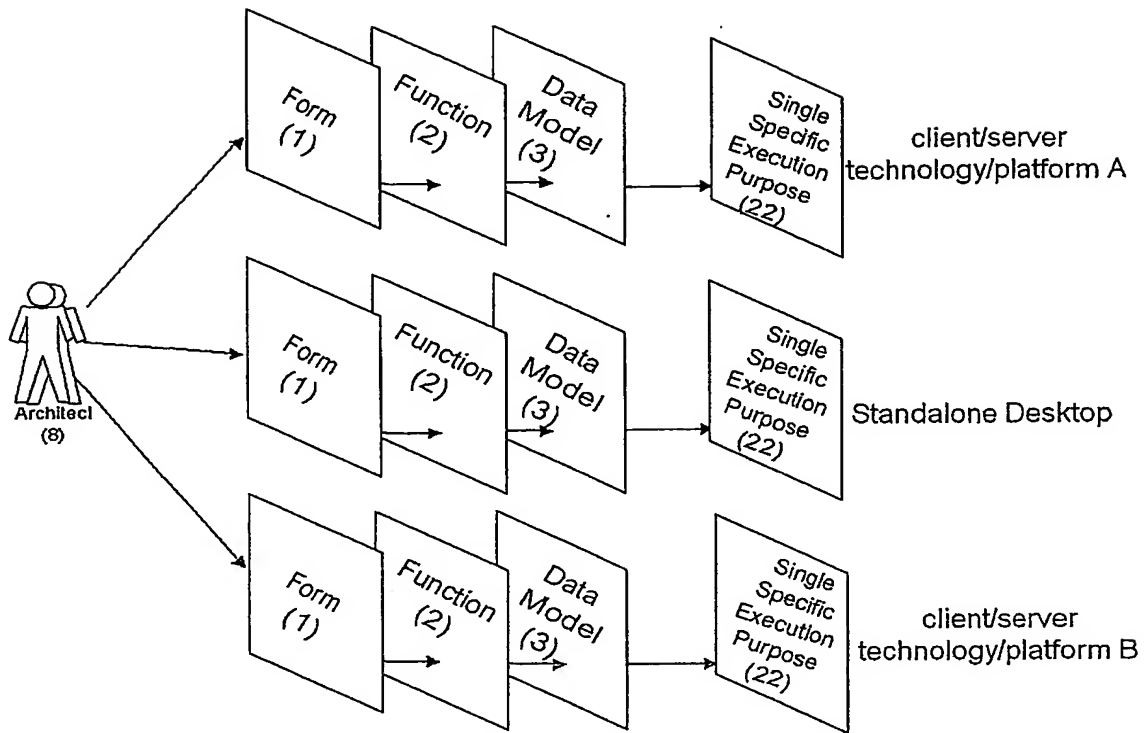 Form
(1)
Function
(2)
Data
Model
(3)
Single
Specific
Execution
Purpose
(22)
client/server
technology/platform A
Architect
(8)
Form
(1)
Function
(2)
Data
Model
(3)
Single
Specific
Execution
Purpose
(22)
Standalone Desktop
Form
(1)
Function
(2)
Data
Model
(3)
Single
Specific
Execution
Purpose
(22)
client/server
technology/platform B